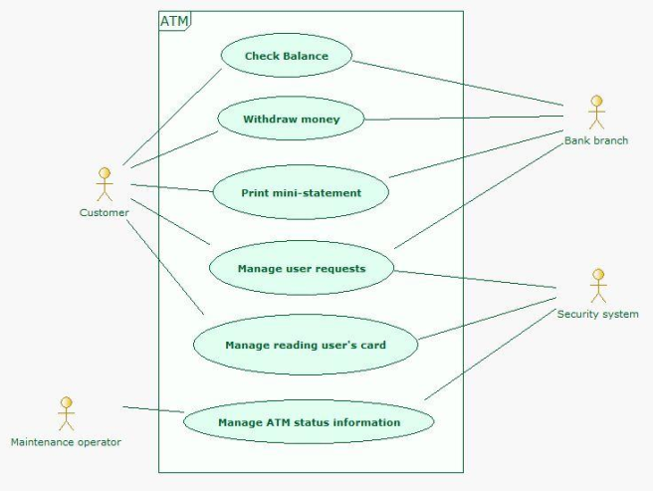 ATM
Check Balance
Withdraw money
Bank branch
Print mini-statement
Customer
Manage user requests
Security system
Manage reading user's card
Manage ATM status information
Maintenance operator